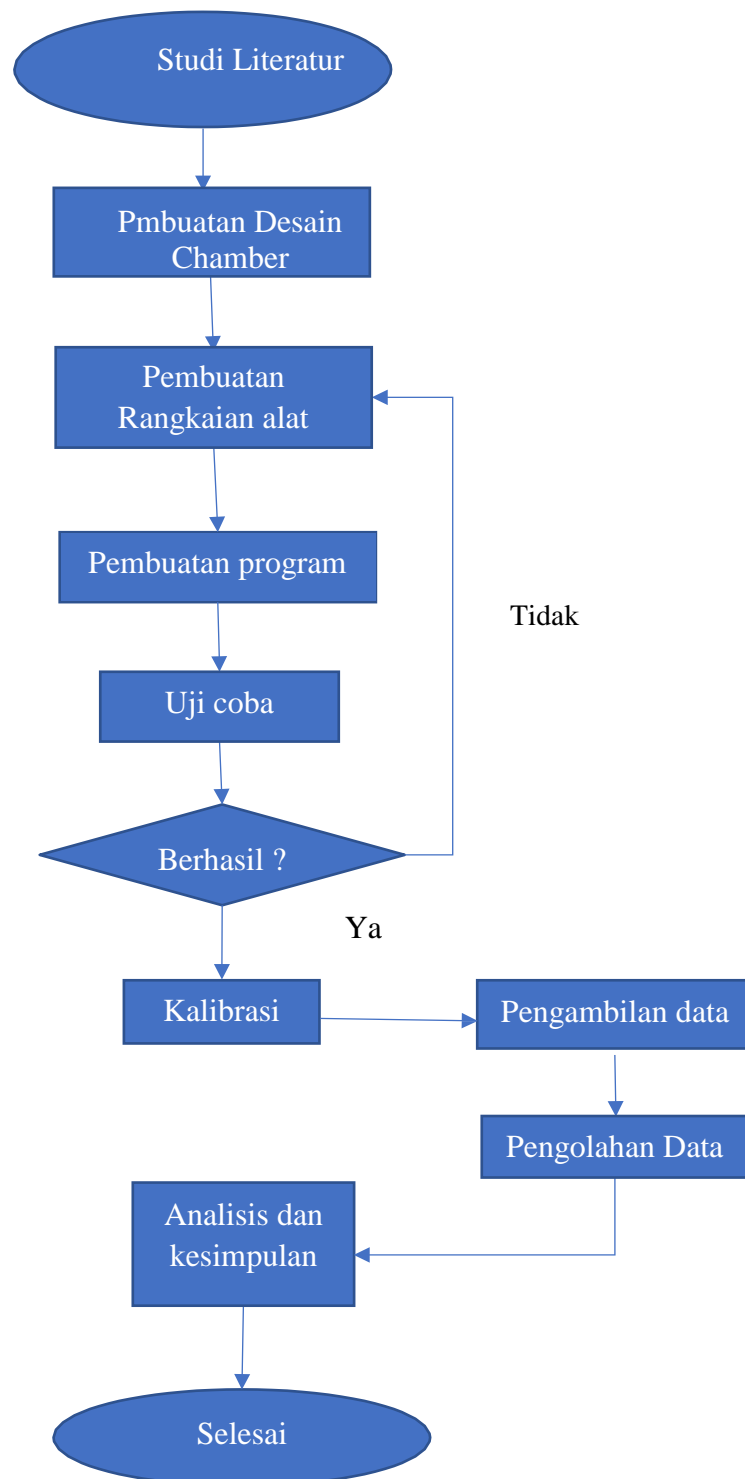 Studi Literatur
Pmbuatan Desain
Chamber
Pembuatan
Rangkaian alat
Pembuatan program
Tidak
Uji coba
Berhasil ?
Ya
Kalibrasi
Pengambilan data
Pengolahan Data
Analisis dan
kesimpulan
Selesai